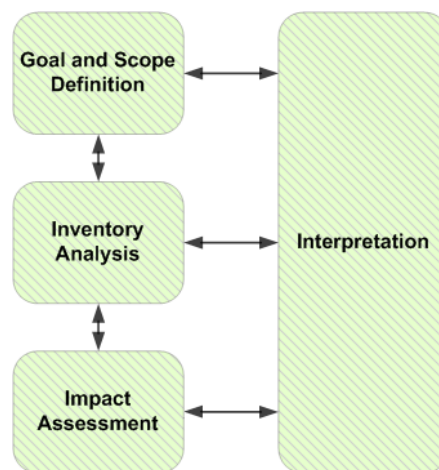 Goal and Scope
Definition
Inventory
Analysis
Interpretation
Impact
Assessment